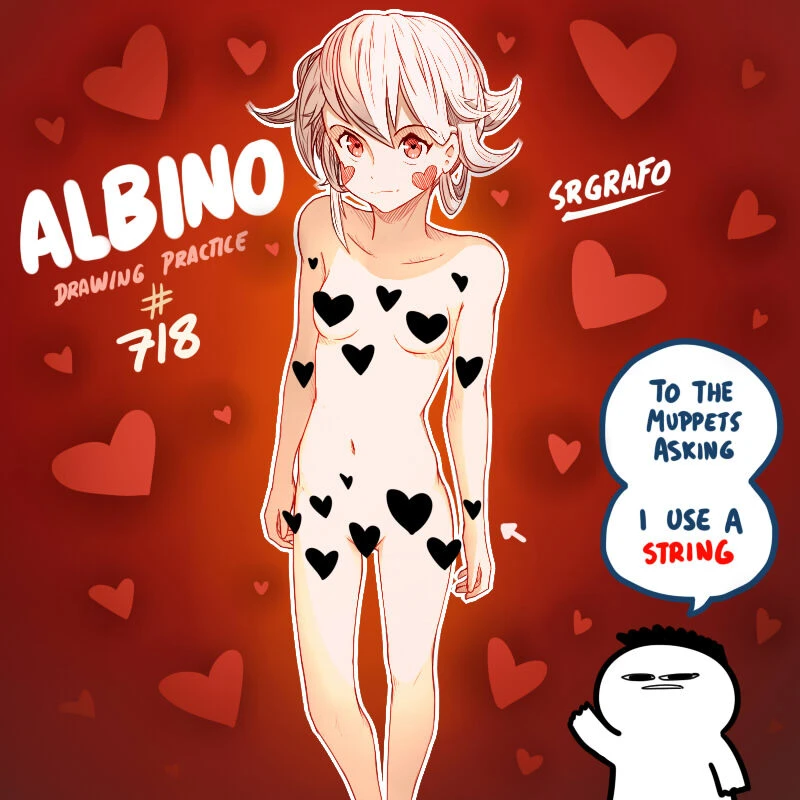 ALBINO
DRAWING PRACTICE
#
718
SRGRAFO
TO THE
MUPPETS
ASKING
I USE A
STRING